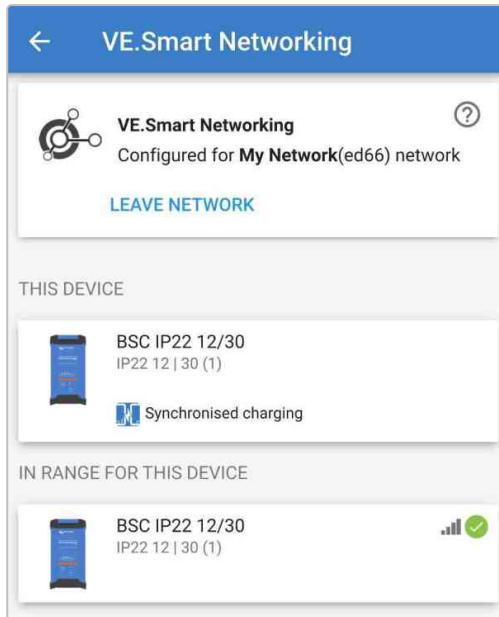 VE.Smart Networking
VE.Smart Networking
Configured for My Network(ed66) network
LEAVE NETWORK
THIS DEVICE
BSC IP22 12/30
IP22 12 | 30 (1)
Synchronised charging
IN RANGE FOR THIS DEVICE
BSC IP22 12/30
IP22 12 | 30 (1)